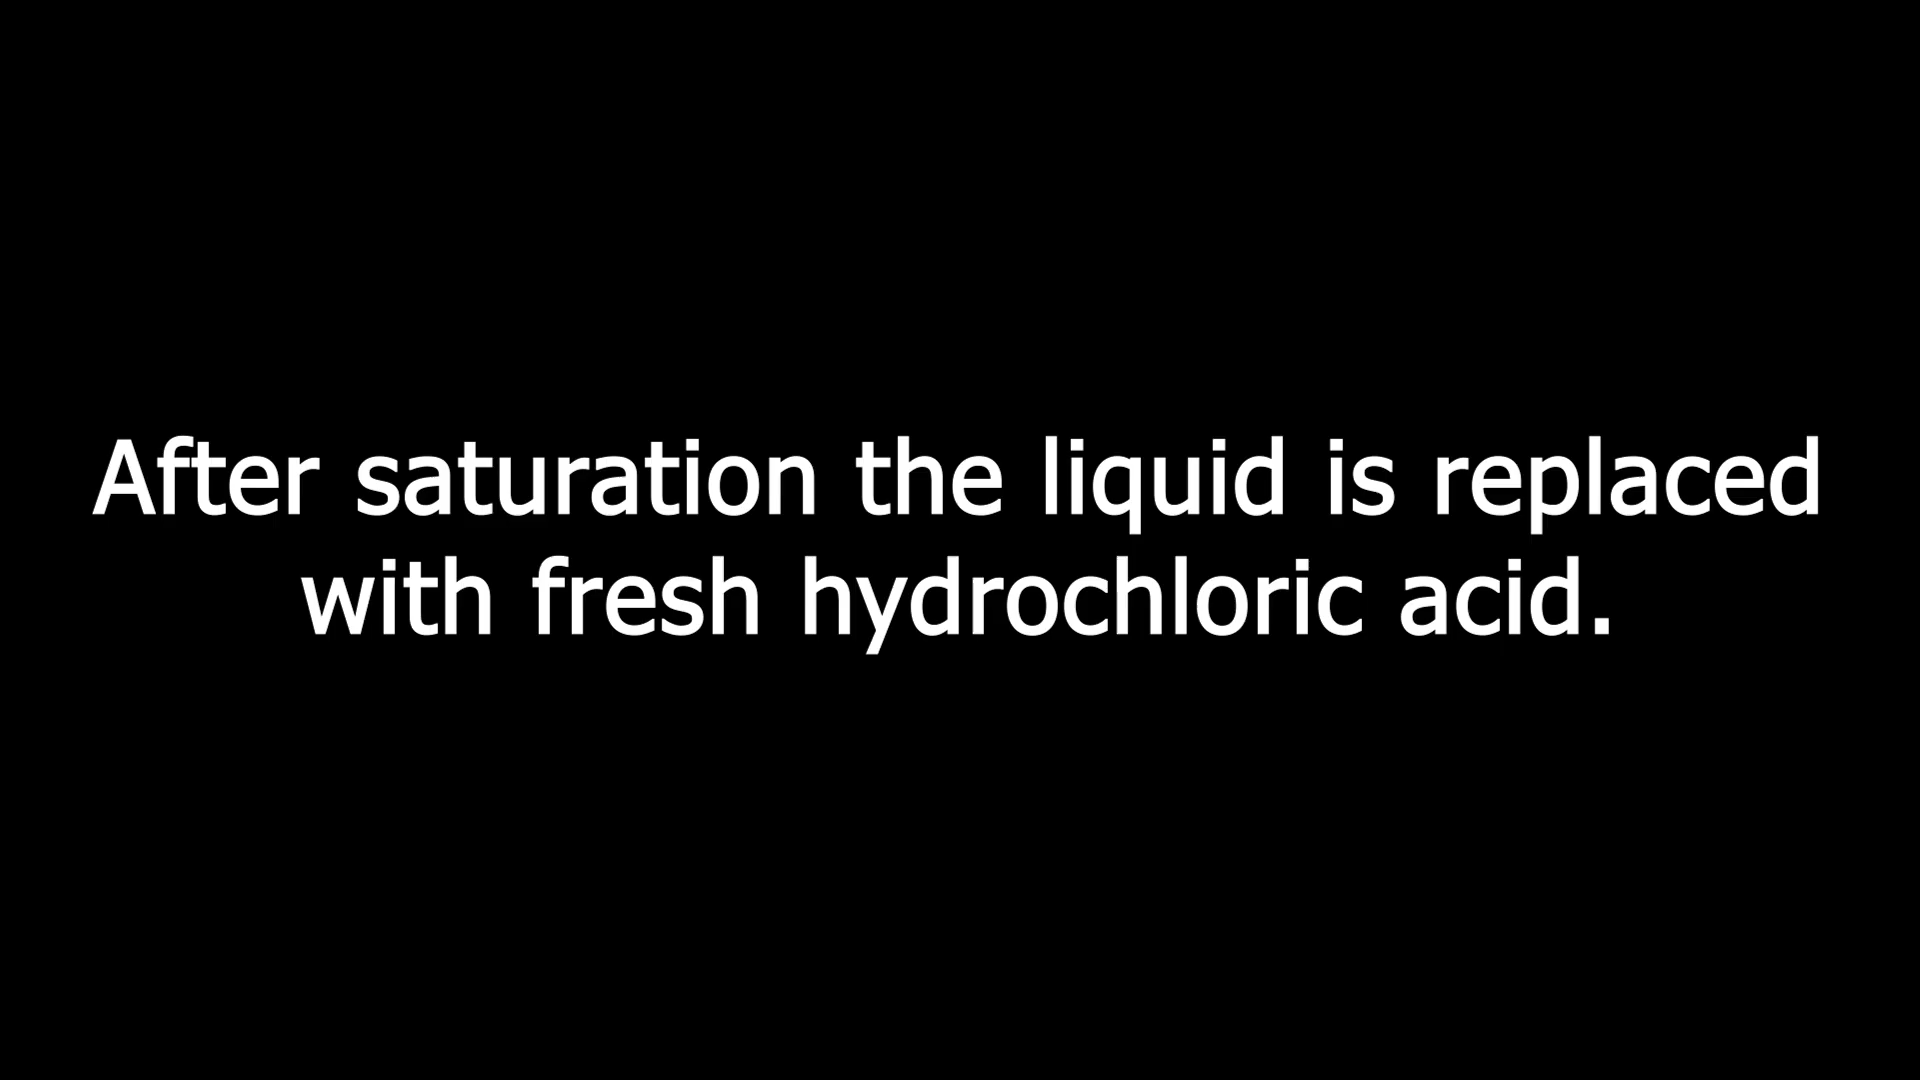 After saturation the liquid is replaced
with fresh hydrochloric acid.